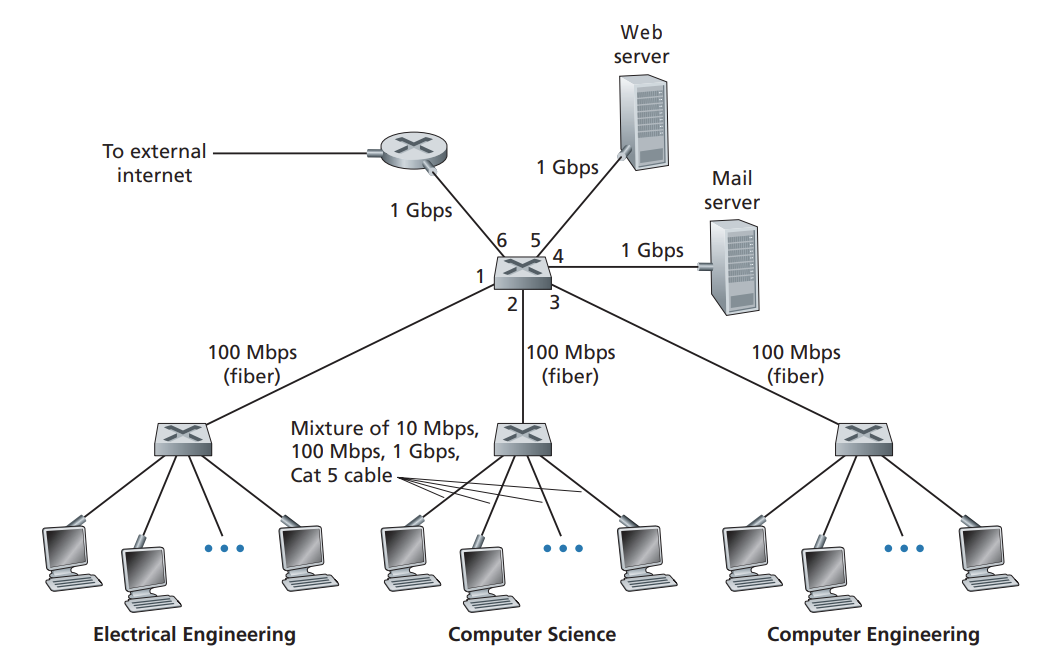 Web
server
To external
internet
1 Gbps
Mail
server
1 Gbps
1 Gbps
6
5
4
1
2
3
100 Mbps
(fiber)
100 Mbps
(fiber)
100 Mbps
(fiber)
Mixture of 10 Mbps,
100 Mbps, 1 Gbps,
Cat 5 cable
Electrical Engineering
Computer Science
Computer Engineering